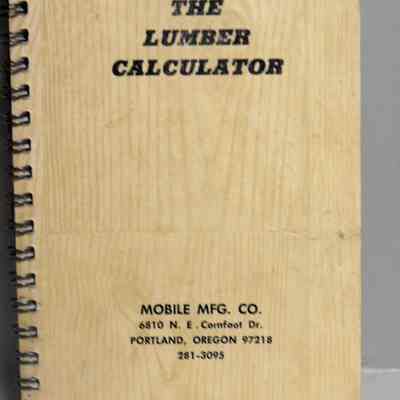 THE
LUMBER
CALCULATOR
MOBILE MFG. CO.
6810 N. E. Cornfoot Dr.
PORTLAND, OREGON 97218
281-3095